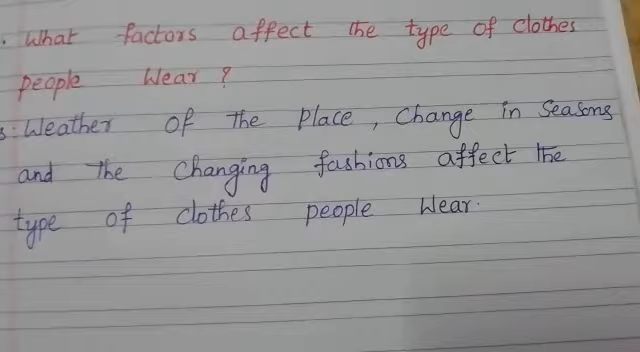 . What factors affect the type of clothes
people Wear ?
s: Weather of the Place, Change in Seasons
and the Changing fashions affect the
type of clothes people Wear.